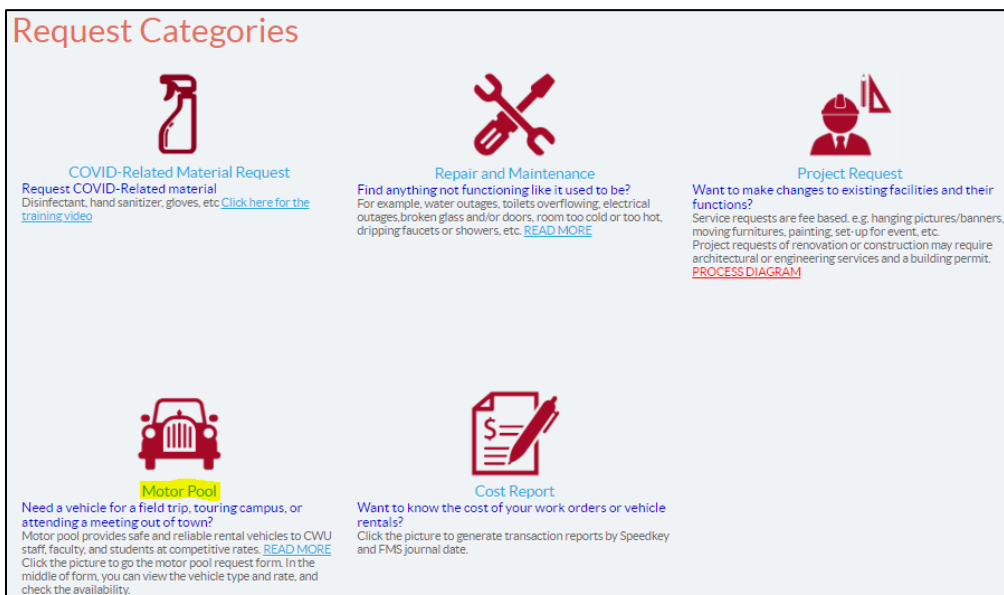 Request Categories
COVID-Related Material Request
Request COVID-Related material
Disinfectant, hand sanitizer, gloves, etc Click here for the
training video
Repair and Maintenance
Find anything not functioning like it used to be?
For example, water outages, toilets overflowing, electrical
outages,broken glass and/or doors, room too cold or too hot,
dripping faucets or showers, etc. READ MORE
Project Request
Want to make changes to existing facilities and their
functions?
Service requests are fee based. e.g. hanging pictures/banners,
moving furnitures, painting, set-up for event, etc.
Project requests of renovation or construction may require
architectural or engineering services and a building permit.
PROCESS DIAGRAM
Motor Pool
Need a vehicle for a field trip, touring campus, or
attending a meeting out of town?
Motor pool provides safe and reliable rental vehicles to CWU
staff, faculty, and students at competitive rates. READ MORE
Click the picture to go the motor pool request form. In the
middle of form, you can view the vehicle type and rate, and
check the availability.
$
Cost Report
Want to know the cost of your work orders or vehicle
rentals?
Click the picture to generate transaction reports by Speedkey
and FMS journal date.